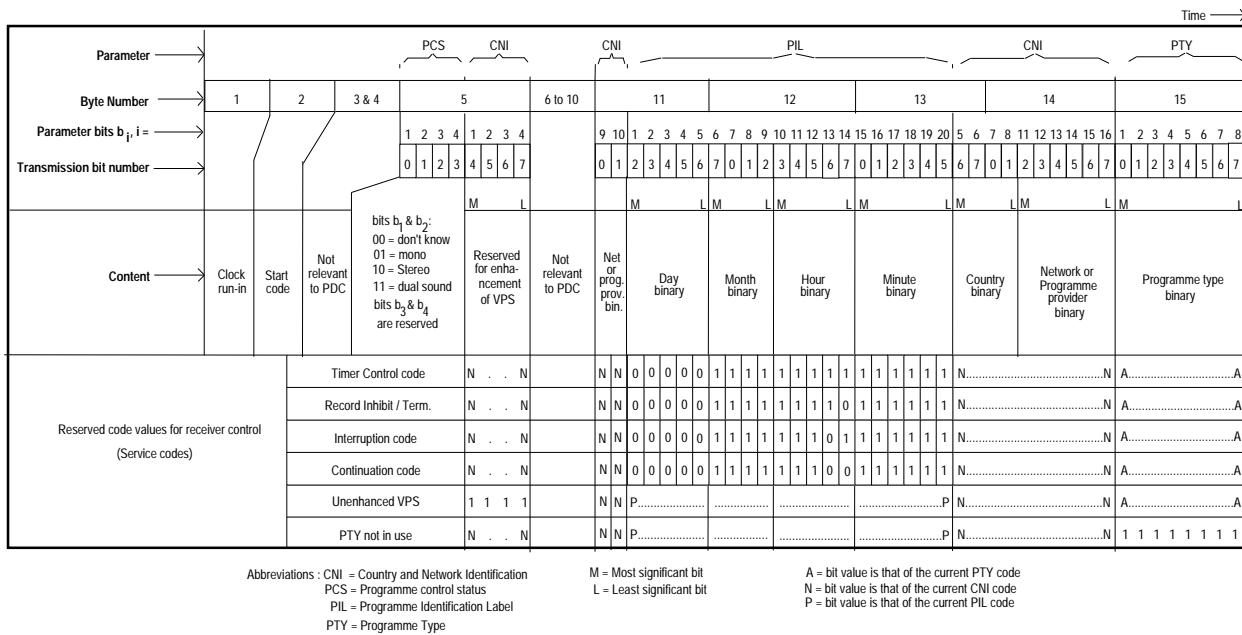 Time
Parameter PCS CNI CNI PIL CNI PTY
Byte Number 1 2 3 & 4 5 6 to 10 11 12 13 14 15
Parameter bits b i, i = 1 2 3 4 1 2 3 4 9 10 1 2 3 4 5 6 7 8 9 10 11 12 13 14 15 16 17 18 19 20 5 6 7 8 11 12 13 14 15 16 1 2 3 4 5 6 7 8
Transmission bit number 0 1 2 3 4 5 6 7 0 1 2 3 4 5 6 7 0 1 2 3 4 5 6 7 0 1 2 3 4 5 6 7 0 1 2 3 4 5 6 7 0 1 2 3 4 5 6 7
M L M L M L M L M L M L M L M L
Content
Clock
run-in
Start
code
Not
relevant
to PDC
bits b1 & b2:
00 = don't know
01 = mono
10 = Stereo
11 = dual sound
bits b3 & b4
are reserved
Reserved
for enha-
ncement
of VPS
Not
relevant
to PDC
Net
or
prog.
prov.
bin.
Day
binary
Month
binary
Hour
binary
Minute
binary
Country
binary
Network or
Programme
provider
binary
Programme type
binary
Reserved code values for receiver control
(Service codes)
Timer Control code N . . N N N 0 0 0 0 0 1 1 1 1 1 1 1 1 1 1 1 1 1 1 1 N...N A...A
Record Inhibit / Term. N . . N N N 0 0 0 0 0 1 1 1 1 1 1 1 1 0 1 1 1 1 1 1 N...N A...A
Interruption code N . . N N N 0 0 0 0 0 1 1 1 1 1 1 1 0 1 1 1 1 1 1 1 N...N A...A
Continuation code N . . N N N 0 0 0 0 0 1 1 1 1 1 1 1 0 0 1 1 1 1 1 1 N...N A...A
Unenhanced VPS 1 1 1 1 N N P...P N...N A...A
PTY not in use N . . N N N P...P N...N 1 1 1 1 1 1 1 1
Abbreviations : CNI = Country and Network Identification
PCS = Programme control status
PIL = Programme Identification Label
PTY = Programme Type
M = Most significant bit
L = Least significant bit
A = bit value is that of the current PTY code
N = bit value is that of the current CNI code
P = bit value is that of the current PIL code